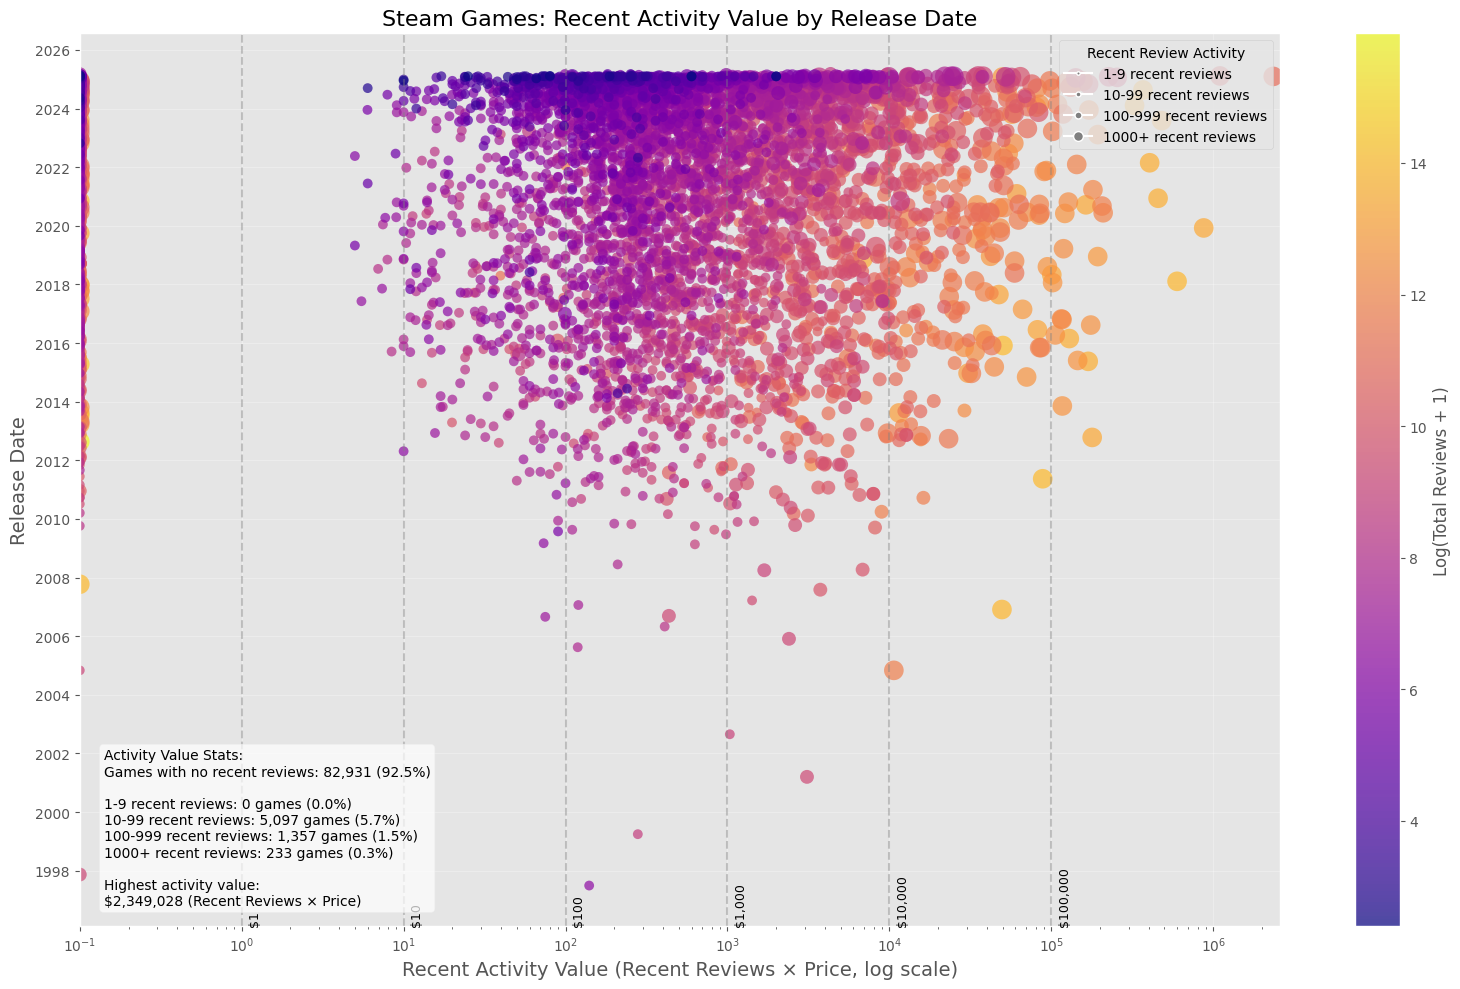 Steam Games: Recent Activity Value by Release Date
Release Date
2026
2024
2022
2020
2018
2016
2014
2012
2010
2008
2006
2004
2002
2000
1998
Recent Review Activity
1-9 recent reviews
10-99 recent reviews
100-999 recent reviews
1000+ recent reviews
Activity Value Stats:
Games with no recent reviews: 82,931 (92.5%)
1-9 recent reviews: 0 games (0.0%)
10-99 recent reviews: 5,097 games (5.7%)
100-999 recent reviews: 1,357 games (1.5%)
1000+ recent reviews: 233 games (0.3%)
Highest activity value:
$2,349,028 (Recent Reviews × Price)
$1
$10
$100
$1,000
$10,000
$100,000
10⁻¹
10⁰
10¹
10²
10³
10⁴
10⁵
10⁶
Recent Activity Value (Recent Reviews × Price, log scale)
14
12
10
8
6
4
Log(Total Reviews + 1)